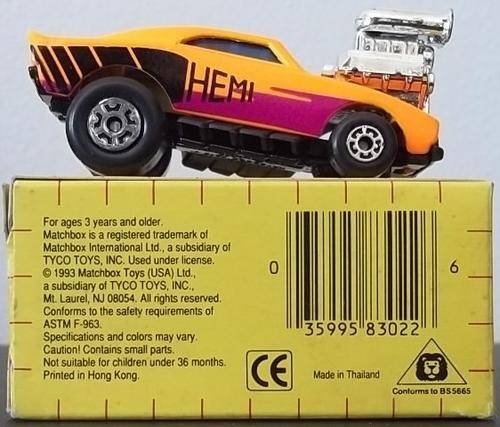 HEMI
For ages 3 years and older.
Matchbox is a registered trademark of
Matchbox International Ltd., a subsidiary of
TYCO TOYS, INC. Used under license.
© 1993 Matchbox Toys (USA) Ltd.,
a subsidiary of TYCO TOYS, INC.,
Mt. Laurel, NJ 08054. All rights reserved.
Conforms to the safety requirements of
ASTM F-963.
Specifications and colors may vary.
Caution! Contains small parts.
Not suitable for children under 36 months.
Printed in Hong Kong.
0 35995 83022 6
CE
Made in Thailand
Conforms to BS 5665